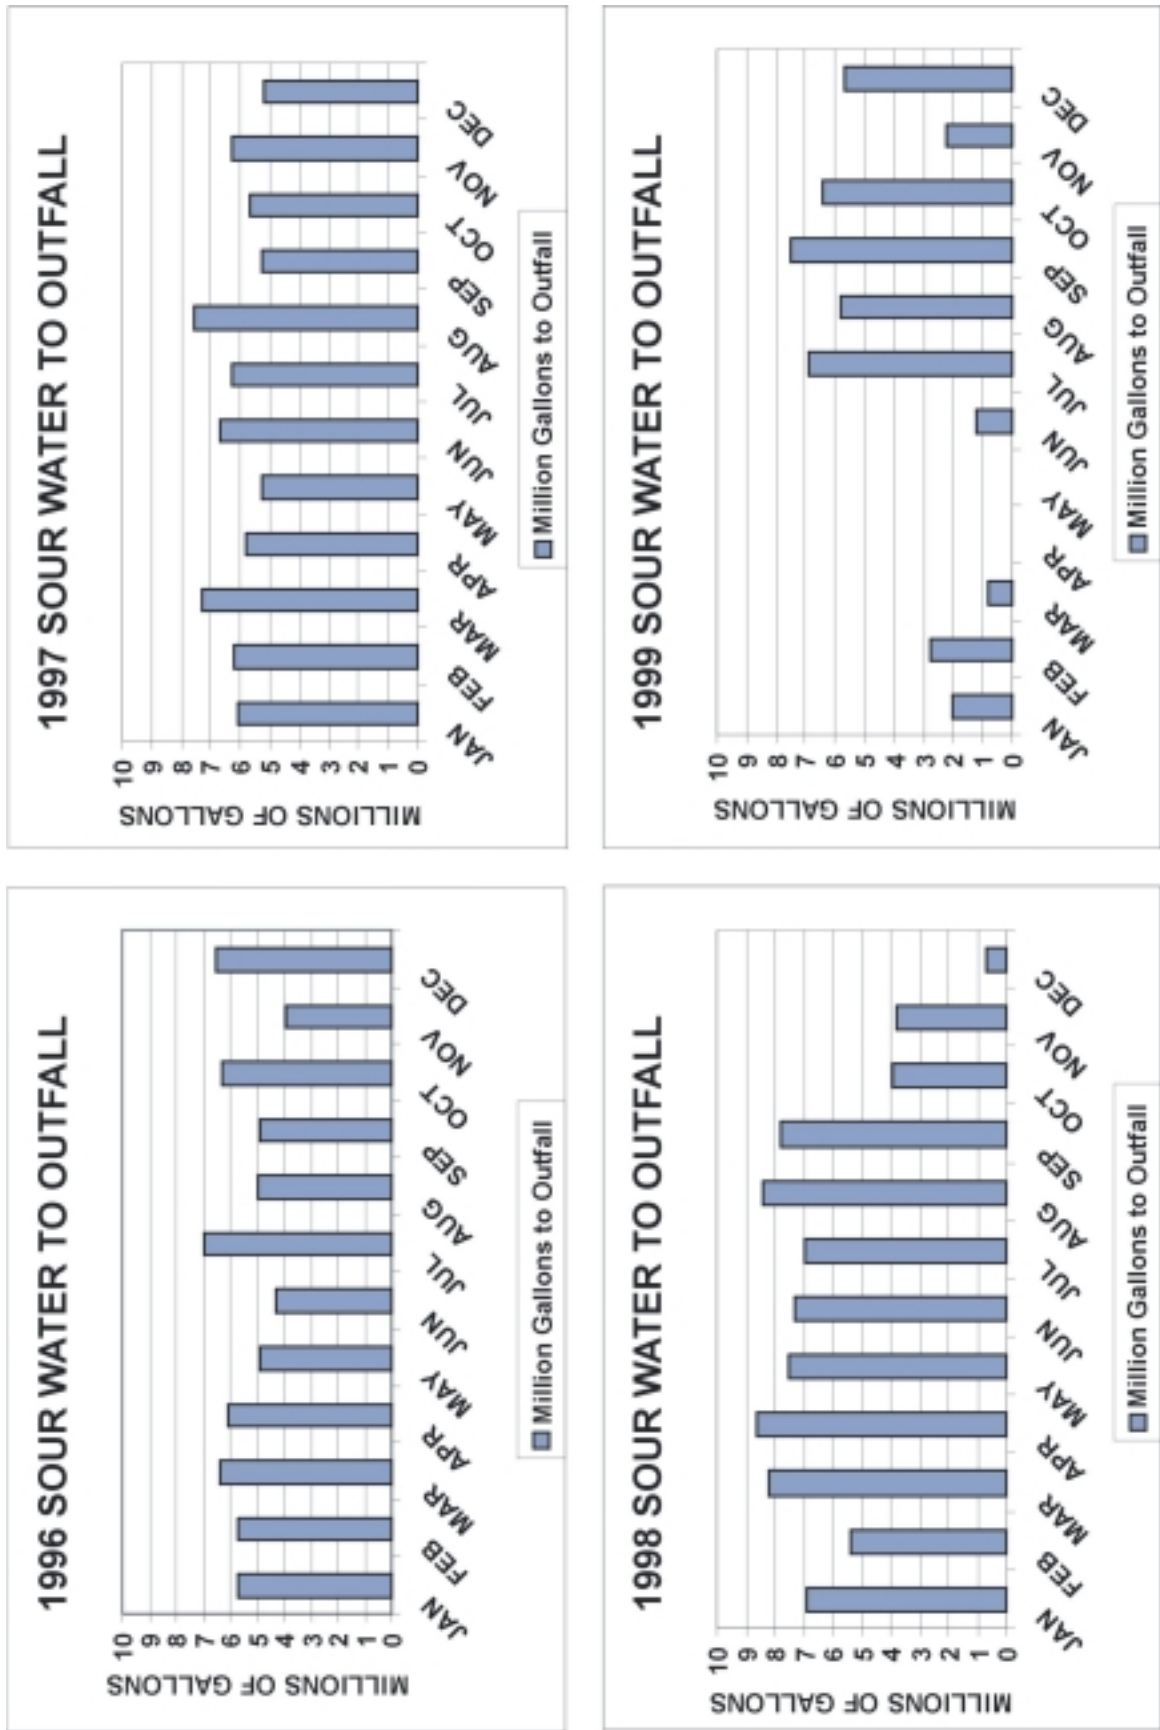 1996 SOUR WATER TO OUTFALL
MILLIONS OF GALLONS
10
9
8
7
6
5
4
3
2
1
0
JAN
FEB
MAR
APR
MAY
JUN
JUL
AUG
SEP
OCT
NOV
DEC
Million Gallons to Outfall
1997 SOUR WATER TO OUTFALL
MILLIONS OF GALLONS
10
9
8
7
6
5
4
3
2
1
0
JAN
FEB
MAR
APR
MAY
JUN
JUL
AUG
SEP
OCT
NOV
DEC
Million Gallons to Outfall
1998 SOUR WATER TO OUTFALL
MILLIONS OF GALLONS
10
9
8
7
6
5
4
3
2
1
0
JAN
FEB
MAR
APR
MAY
JUN
JUL
AUG
SEP
OCT
NOV
DEC
Million Gallons to Outfall
1999 SOUR WATER TO OUTFALL
MILLIONS OF GALLONS
10
9
8
7
6
5
4
3
2
1
0
JAN
FEB
MAR
APR
MAY
JUN
JUL
AUG
SEP
OCT
NOV
DEC
Million Gallons to Outfall